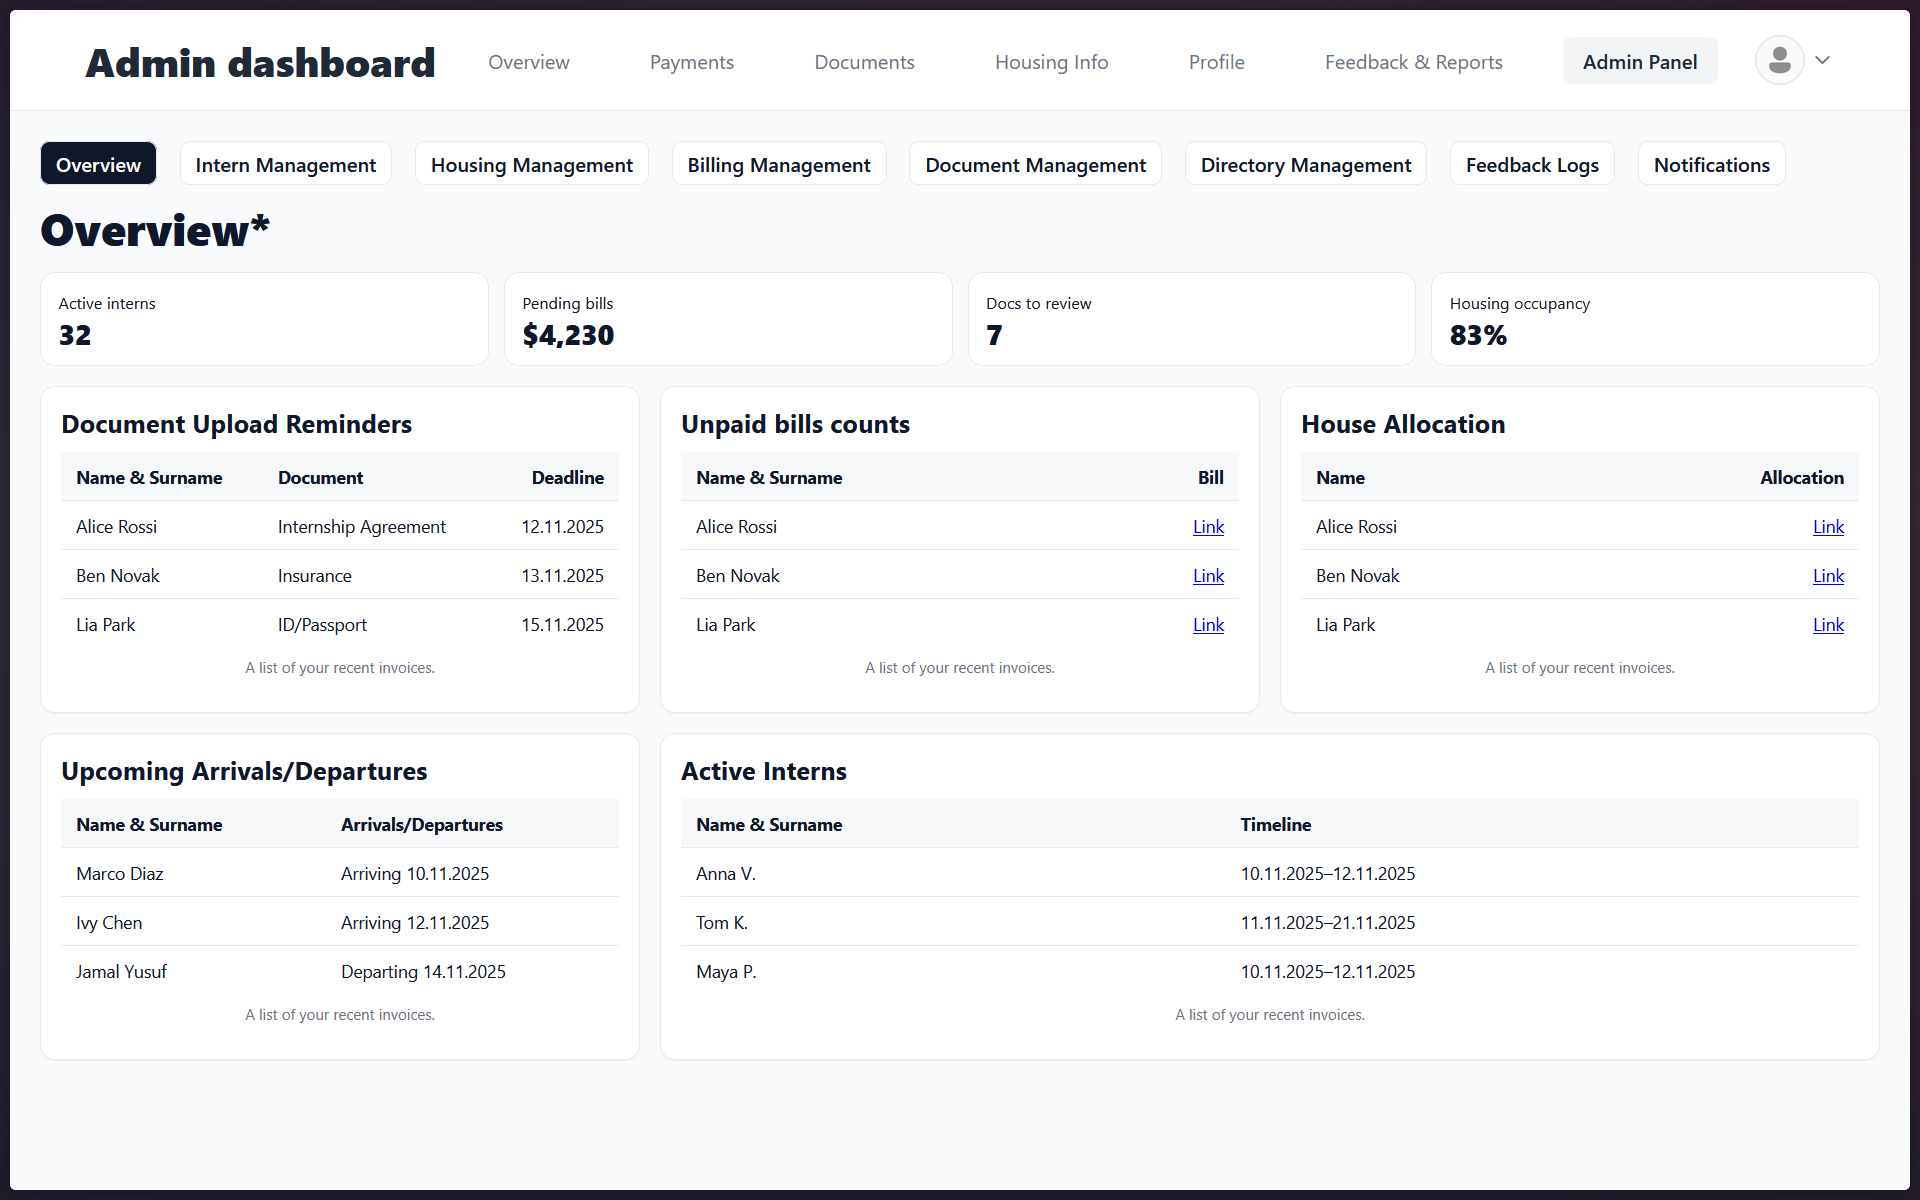 Admin dashboard Overview Payments Documents Housing Info Profile Feedback & Reports Admin Panel
Overview Intern Management Housing Management Billing Management Document Management Directory Management Feedback Logs Notifications
Overview*
Active interns
32
Pending bills
$4,230
Docs to review
7
Housing occupancy
83%
Document Upload Reminders
Name & Surname Document Deadline
Alice Rossi Internship Agreement 12.11.2025
Ben Novak Insurance 13.11.2025
Lia Park ID/Passport 15.11.2025
A list of your recent invoices.
Unpaid bills counts
Name & Surname Bill
Alice Rossi Link
Ben Novak Link
Lia Park Link
A list of your recent invoices.
House Allocation
Name Allocation
Alice Rossi Link
Ben Novak Link
Lia Park Link
A list of your recent invoices.
Upcoming Arrivals/Departures
Name & Surname Arrivals/Departures
Marco Diaz Arriving 10.11.2025
Ivy Chen Arriving 12.11.2025
Jamal Yusuf Departing 14.11.2025
A list of your recent invoices.
Active Interns
Name & Surname Timeline
Anna V. 10.11.2025–12.11.2025
Tom K. 11.11.2025–21.11.2025
Maya P. 10.11.2025–12.11.2025
A list of your recent invoices.